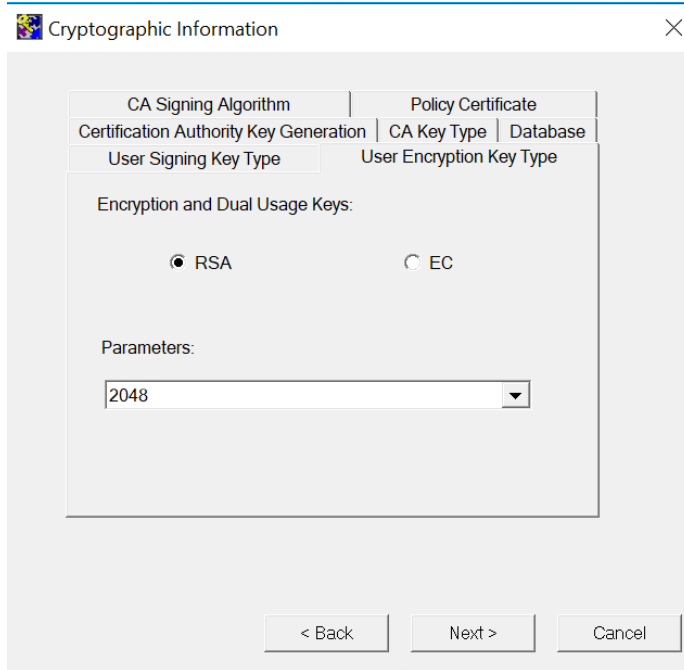 Cryptographic Information
CA Signing Algorithm Policy Certificate
Certification Authority Key Generation CA Key Type Database
User Signing Key Type User Encryption Key Type
Encryption and Dual Usage Keys:
RSA EC
Parameters:
2048
< Back Next > Cancel